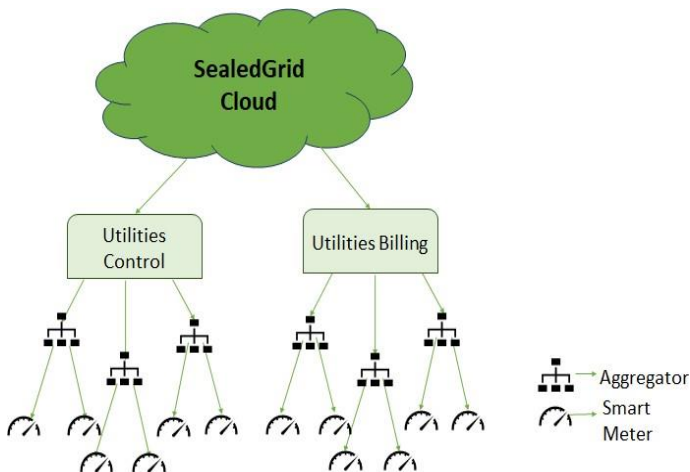 SealedGrid
Cloud
Utilities
Control
Utilities Billing
Aggregator
Smart
Meter